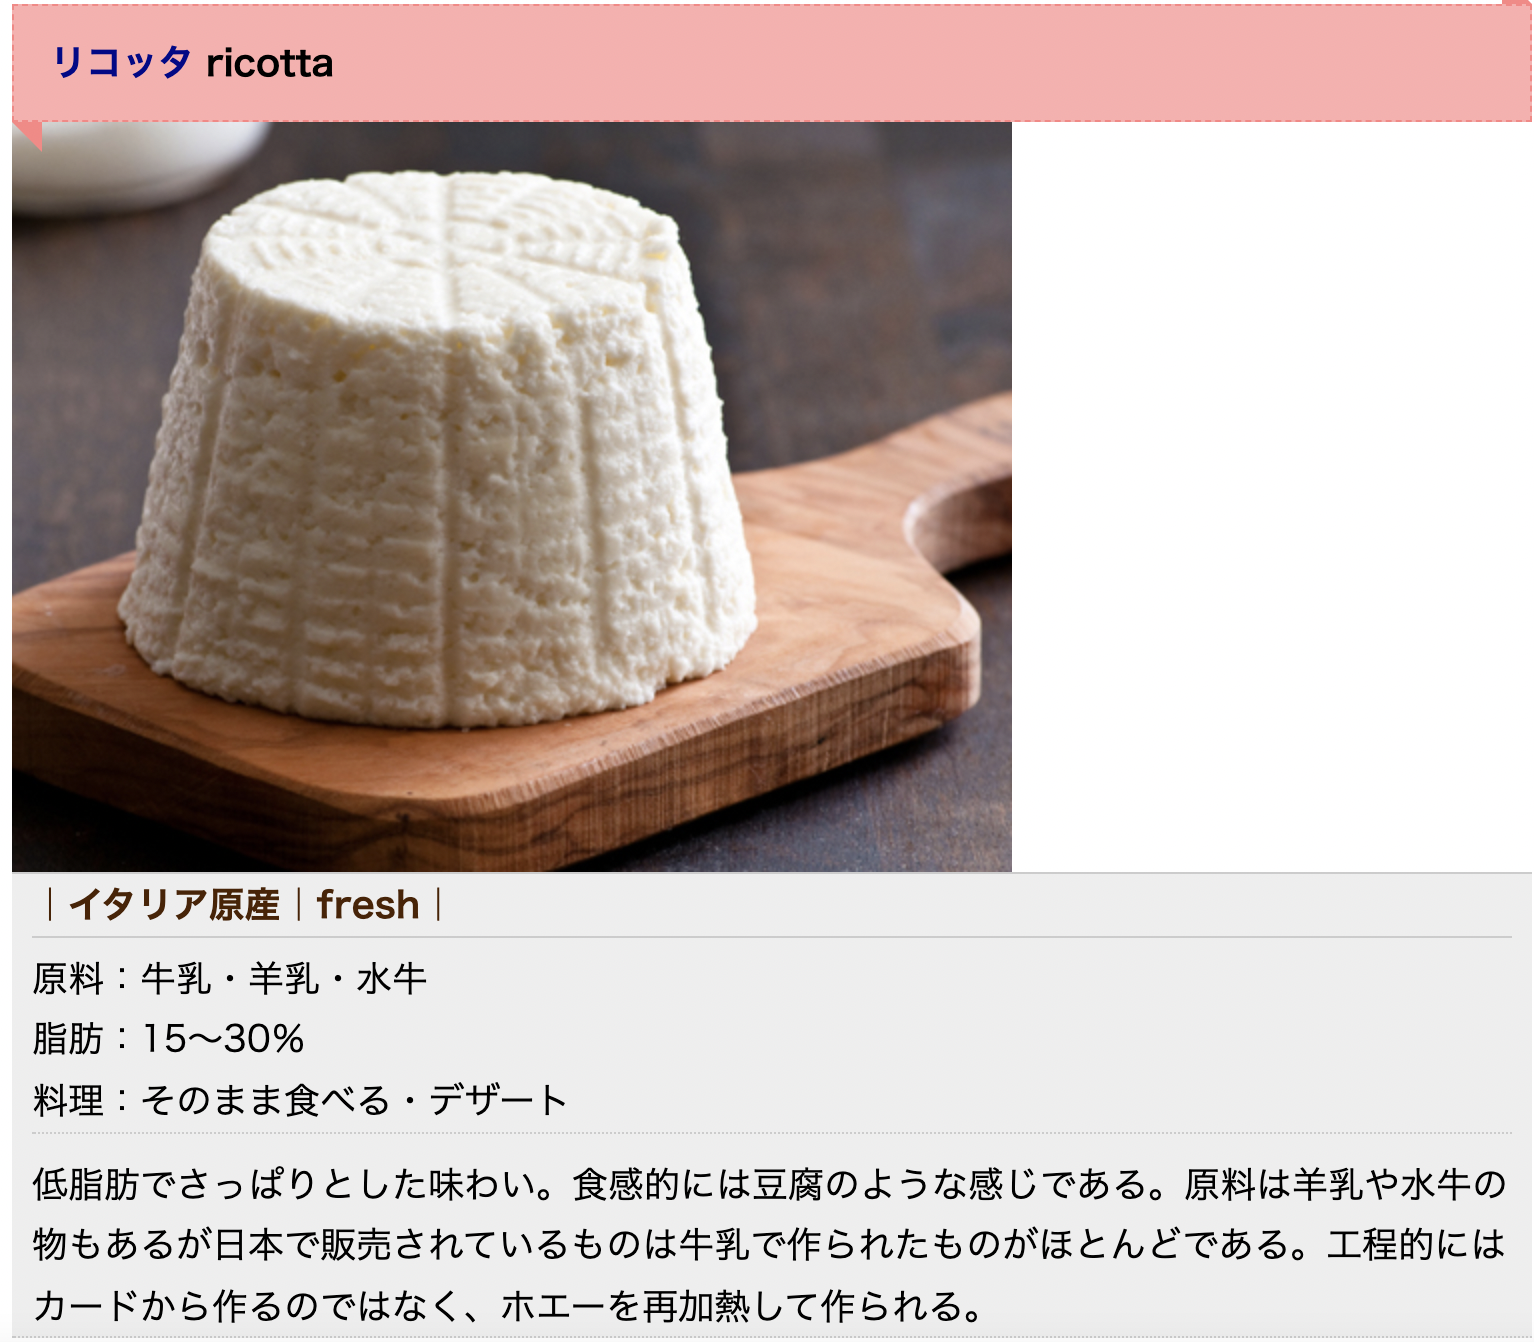 リコッタ ricotta
｜イタリア原産｜fresh｜
原料：牛乳・羊乳・水牛
脂肪：15〜30%
料理：そのまま食べる・デザート
低脂肪でさっぱりとした味わい。食感的には豆腐のような感じである。原料は羊乳や水牛の
物もあるが日本で販売されているものは牛乳で作られたものがほとんどである。工程的には
カードから作るのではなく、ホエーを再加熱して作られる。